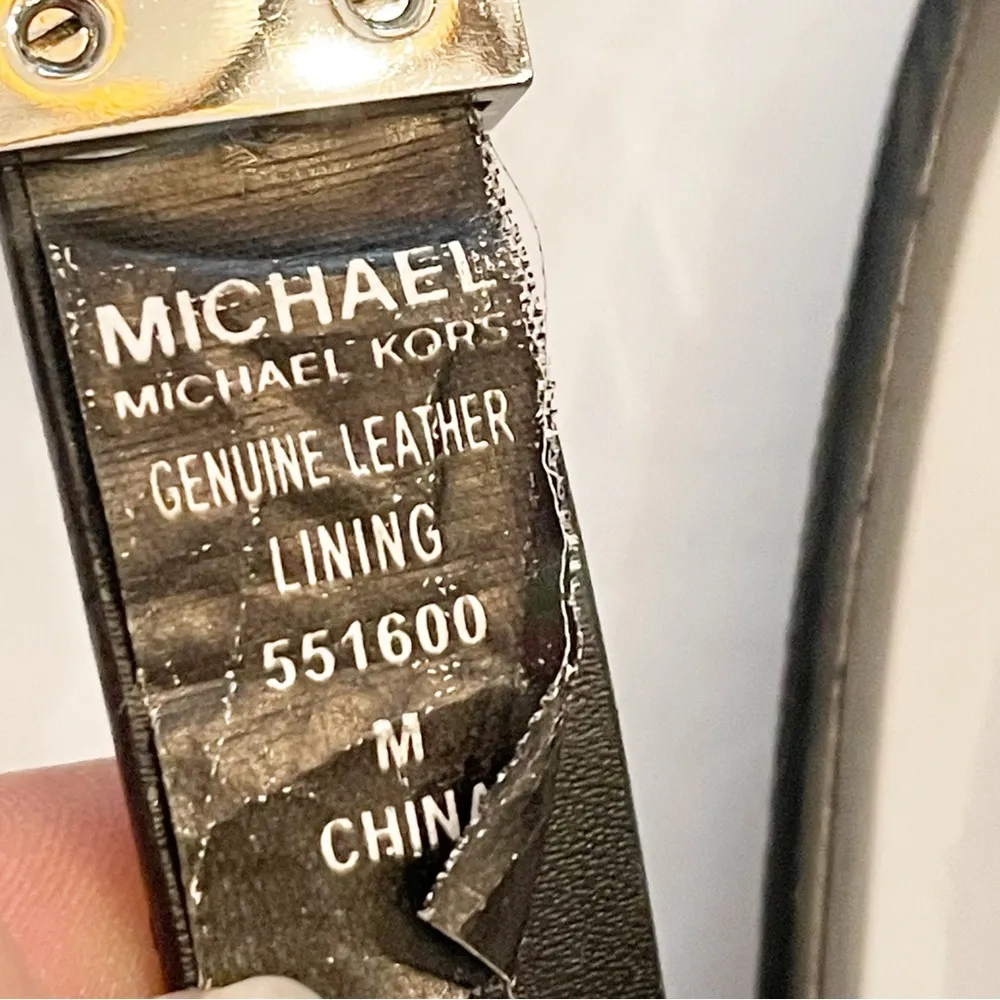 MICHAEL
MICHAEL KORS
GENUINE LEATHER
LINING
551600
M
CHINA